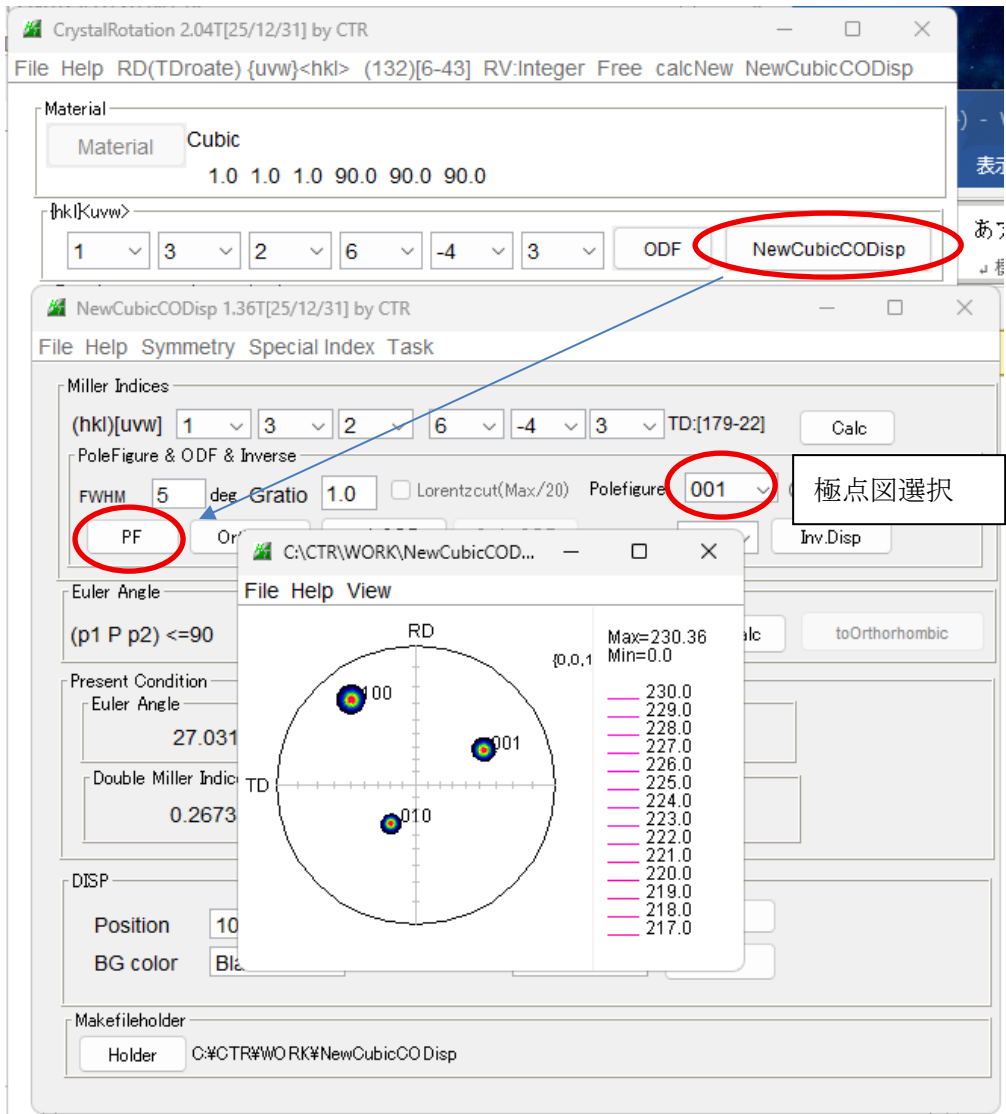 CrystalRotation 2.04T[25/12/31] by CTR
File Help RD(TDroate) {uvw}<hkl> (132)[6-43] RV:Integer Free calcNew NewCubicCODisp
Material
Material Cubic
1.0 1.0 1.0 90.0 90.0 90.0
表示
{hkl}<uvw>
1 3 2 6 -4 3 ODF NewCubicCODisp
NewCubicCODisp 1.36T[25/12/31] by CTR
File Help Symmetry Special Index Task
Miller Indices
(hkl)[uvw] 1 3 2 6 -4 3 TD:[179-22] Calc
PoleFigure & ODF & Inverse
FWHM 5 deg Gratio 1.0 Lorentzcut(Max/20) Polefigure 001
極点図選択
PF Inv.Disp
C:\CTR\WORK\NewCubicCOD...
File Help View
Euler Angle
(p1 P p2) <=90 toOrthorhombic
RD
{0,0,1
Max=230.36
Min=0.0
100
001
010
TD
230.0
229.0
228.0
227.0
226.0
225.0
224.0
223.0
222.0
221.0
220.0
219.0
218.0
217.0
Present Condition
Euler Angle
27.031
Double Miller Indic
0.2673
DISP
Position 10
BG color Bla
Makefileholder
Holder C:¥CTR¥WORK¥NewCubicCODisp